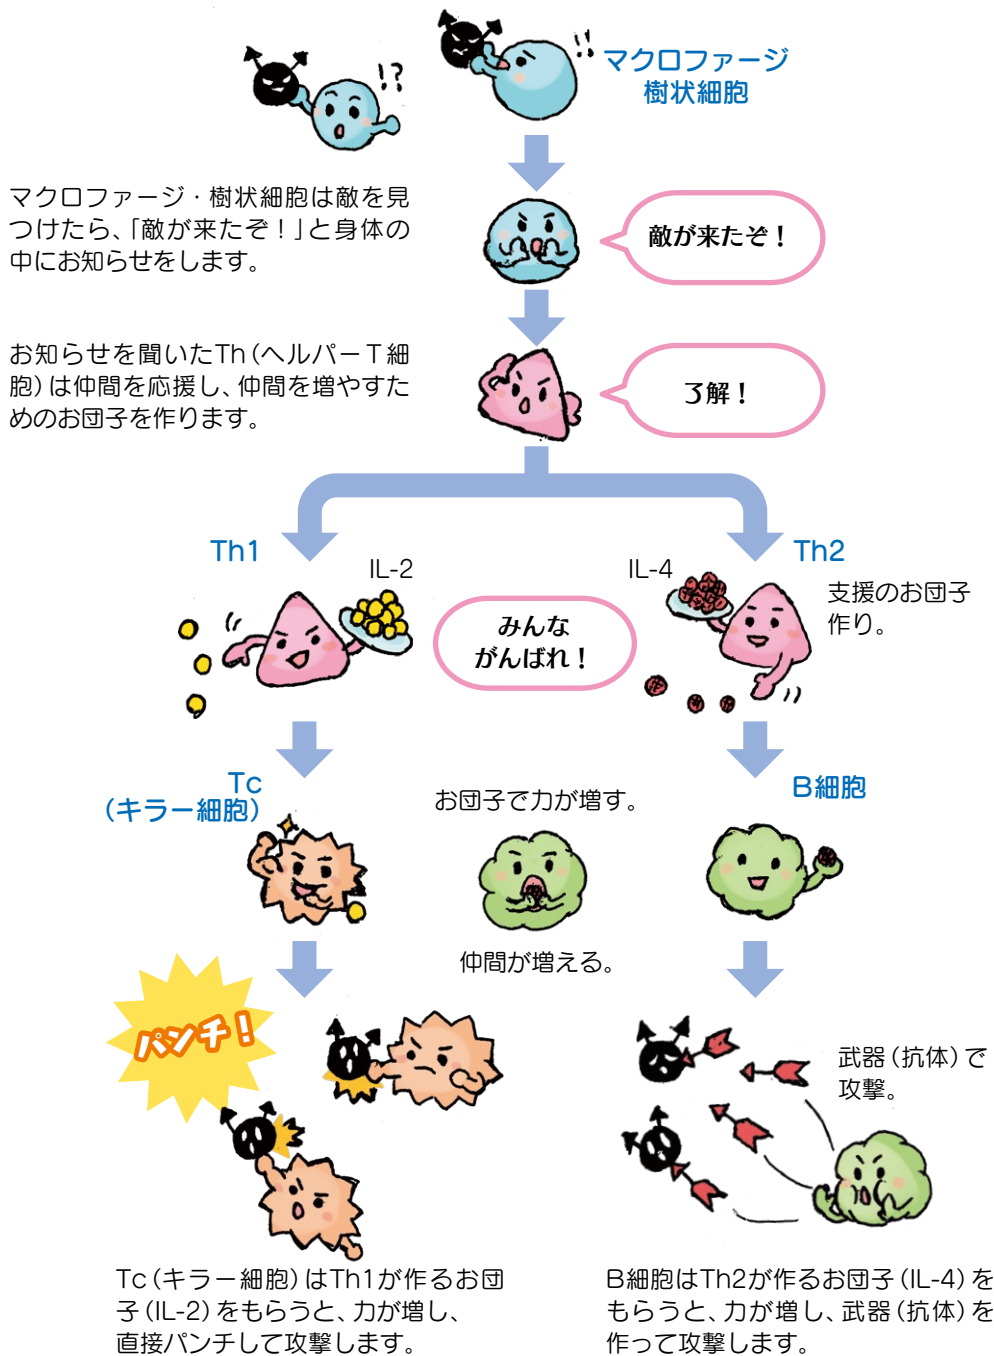 !?
!!
マクロファージ
樹状細胞
マクロファージ・樹状細胞は敵を見
つけたら、「敵が来たぞ！」と身体の
中にお知らせをします。
敵が来たぞ！
お知らせを聞いたTh（ヘルパーT細
胞）は仲間を応援し、仲間を増やすた
めのお団子を作ります。
了解！
Th1
IL-2
みんな
がんばれ！
IL-4
Th2
支援のお団子
作り。
Tc
（キラー細胞）
お団子で力が増す。
B細胞
仲間が増える。
パンチ！
武器（抗体）で
攻撃。
Tc（キラー細胞）はTh1が作るお団
子（IL-2）をもらうと、力が増し、
直接パンチして攻撃します。
B細胞はTh2が作るお団子（IL-4）を
もらうと、力が増し、武器（抗体）を
作って攻撃します。